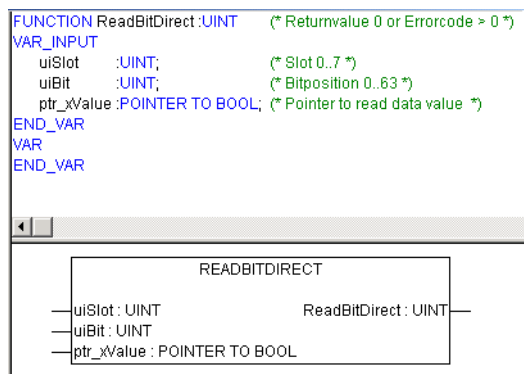 FUNCTION ReadBitDirect :UINT (* Returnvalue 0 or Errorcode > 0 *)
VAR_INPUT
uiSlot :UINT; (* Slot 0..7 *)
uiBit :UINT; (* Bitposition 0..63 *)
ptr_xValue :POINTER TO BOOL; (* Pointer to read data value *)
END_VAR
VAR
END_VAR
READBITDIRECT
uiSlot : UINT ReadBitDirect : UINT
uiBit : UINT
ptr_xValue : POINTER TO BOOL